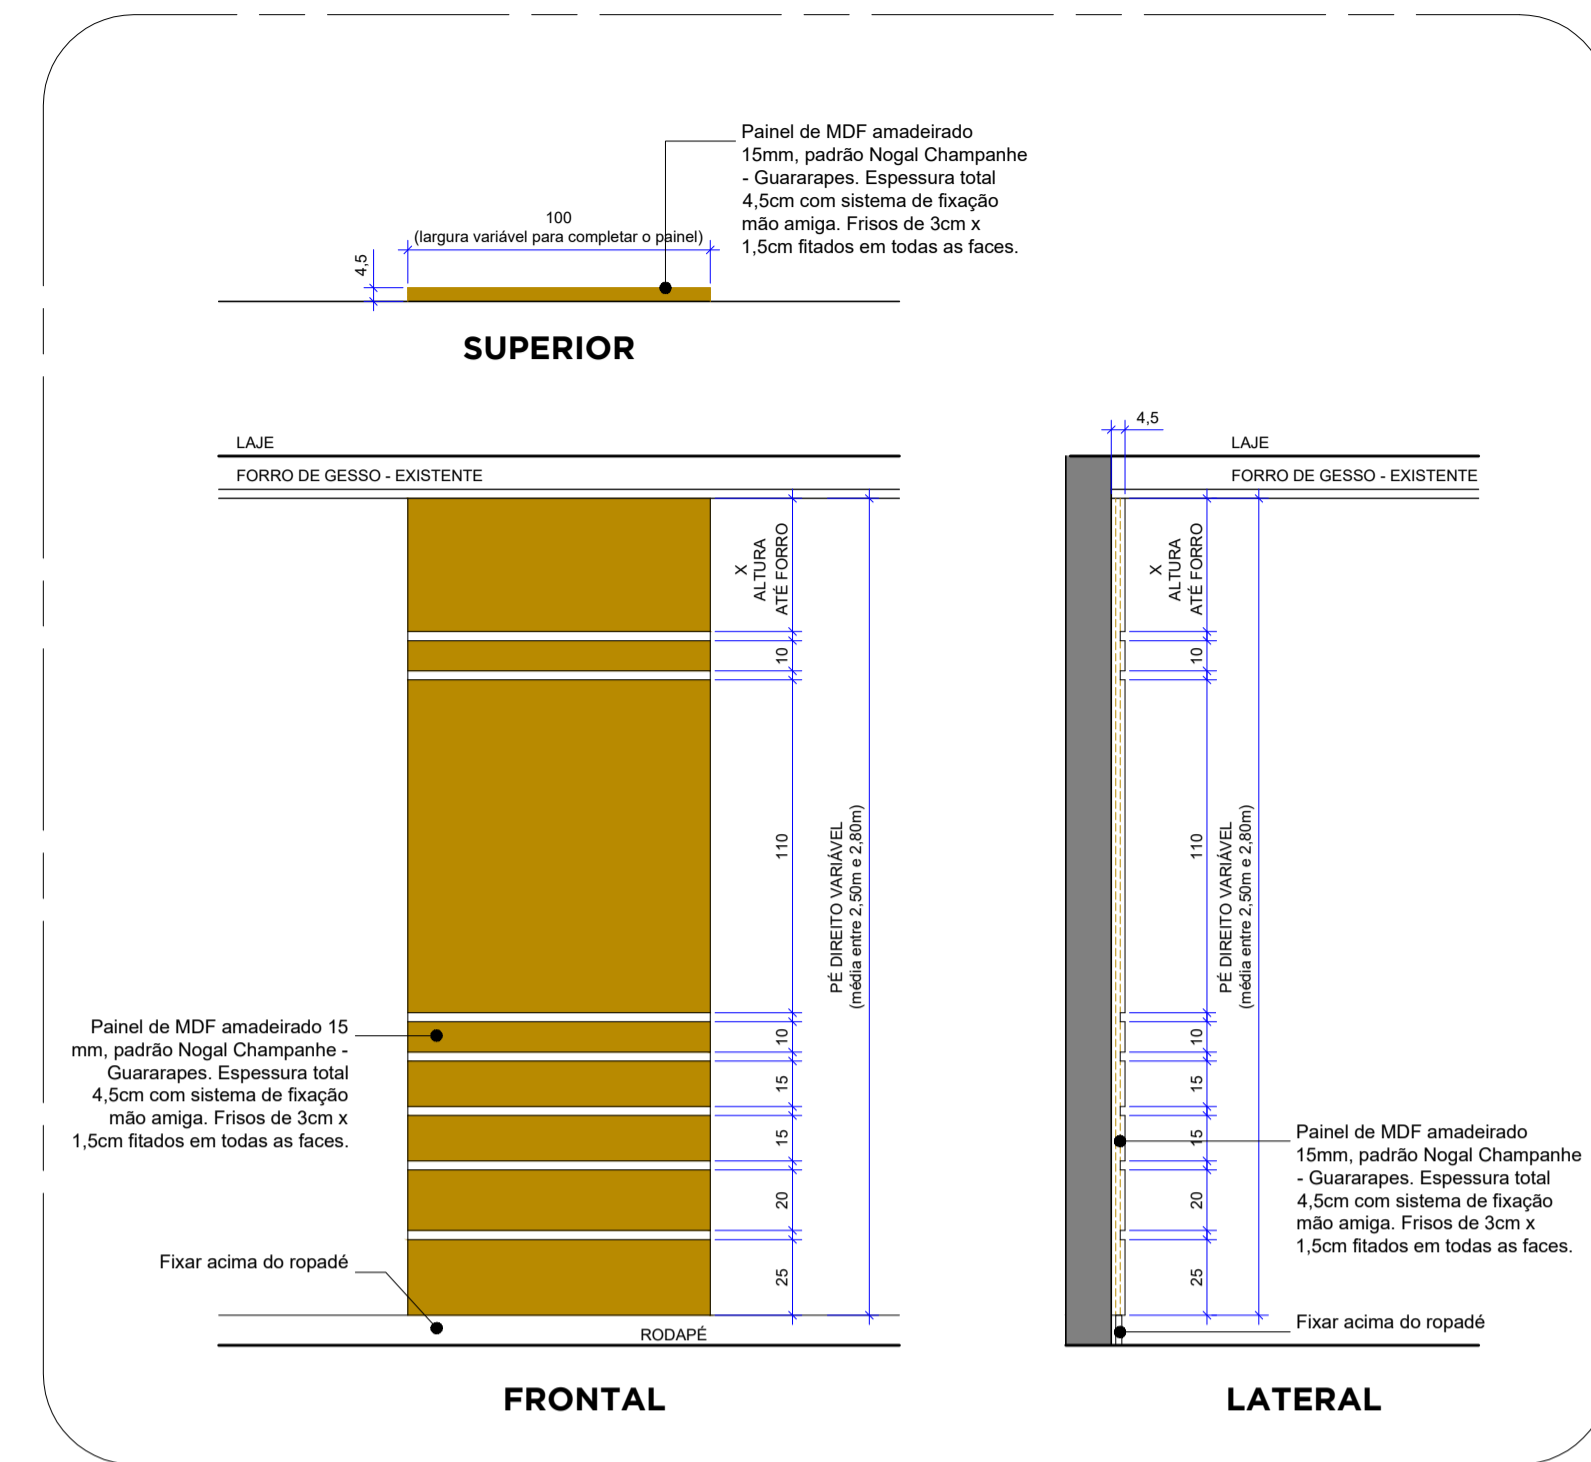 Painel de MDF amadeirado
15mm, padrão Nogal Champanhe
- Guararapes. Espessura total
4,5cm com sistema de fixação
mão amiga. Frisos de 3cm x
1,5cm fitados em todas as faces.
100
(largura variável para completar o painel)
4,5
SUPERIOR
LAJE
FORRO DE GESSO - EXISTENTE
X
ALTURA
ATÉ FORRO
10
110
10
15
15
20
25
PÉ DIREITO VARIÁVEL
(média entre 2,50m e 2,80m)
Painel de MDF amadeirado 15
mm, padrão Nogal Champanhe -
Guararapes. Espessura total
4,5cm com sistema de fixação
mão amiga. Frisos de 3cm x
1,5cm fitados em todas as faces.
Fixar acima do ropadé
RODAPÉ
FRONTAL
4,5
LAJE
FORRO DE GESSO - EXISTENTE
X
ALTURA
ATÉ FORRO
10
110
10
15
15
20
25
PÉ DIREITO VARIÁVEL
(média entre 2,50m e 2,80m)
Painel de MDF amadeirado
15mm, padrão Nogal Champanhe
- Guararapes. Espessura total
4,5cm com sistema de fixação
mão amiga. Frisos de 3cm x
1,5cm fitados em todas as faces.
Fixar acima do ropadé
LATERAL